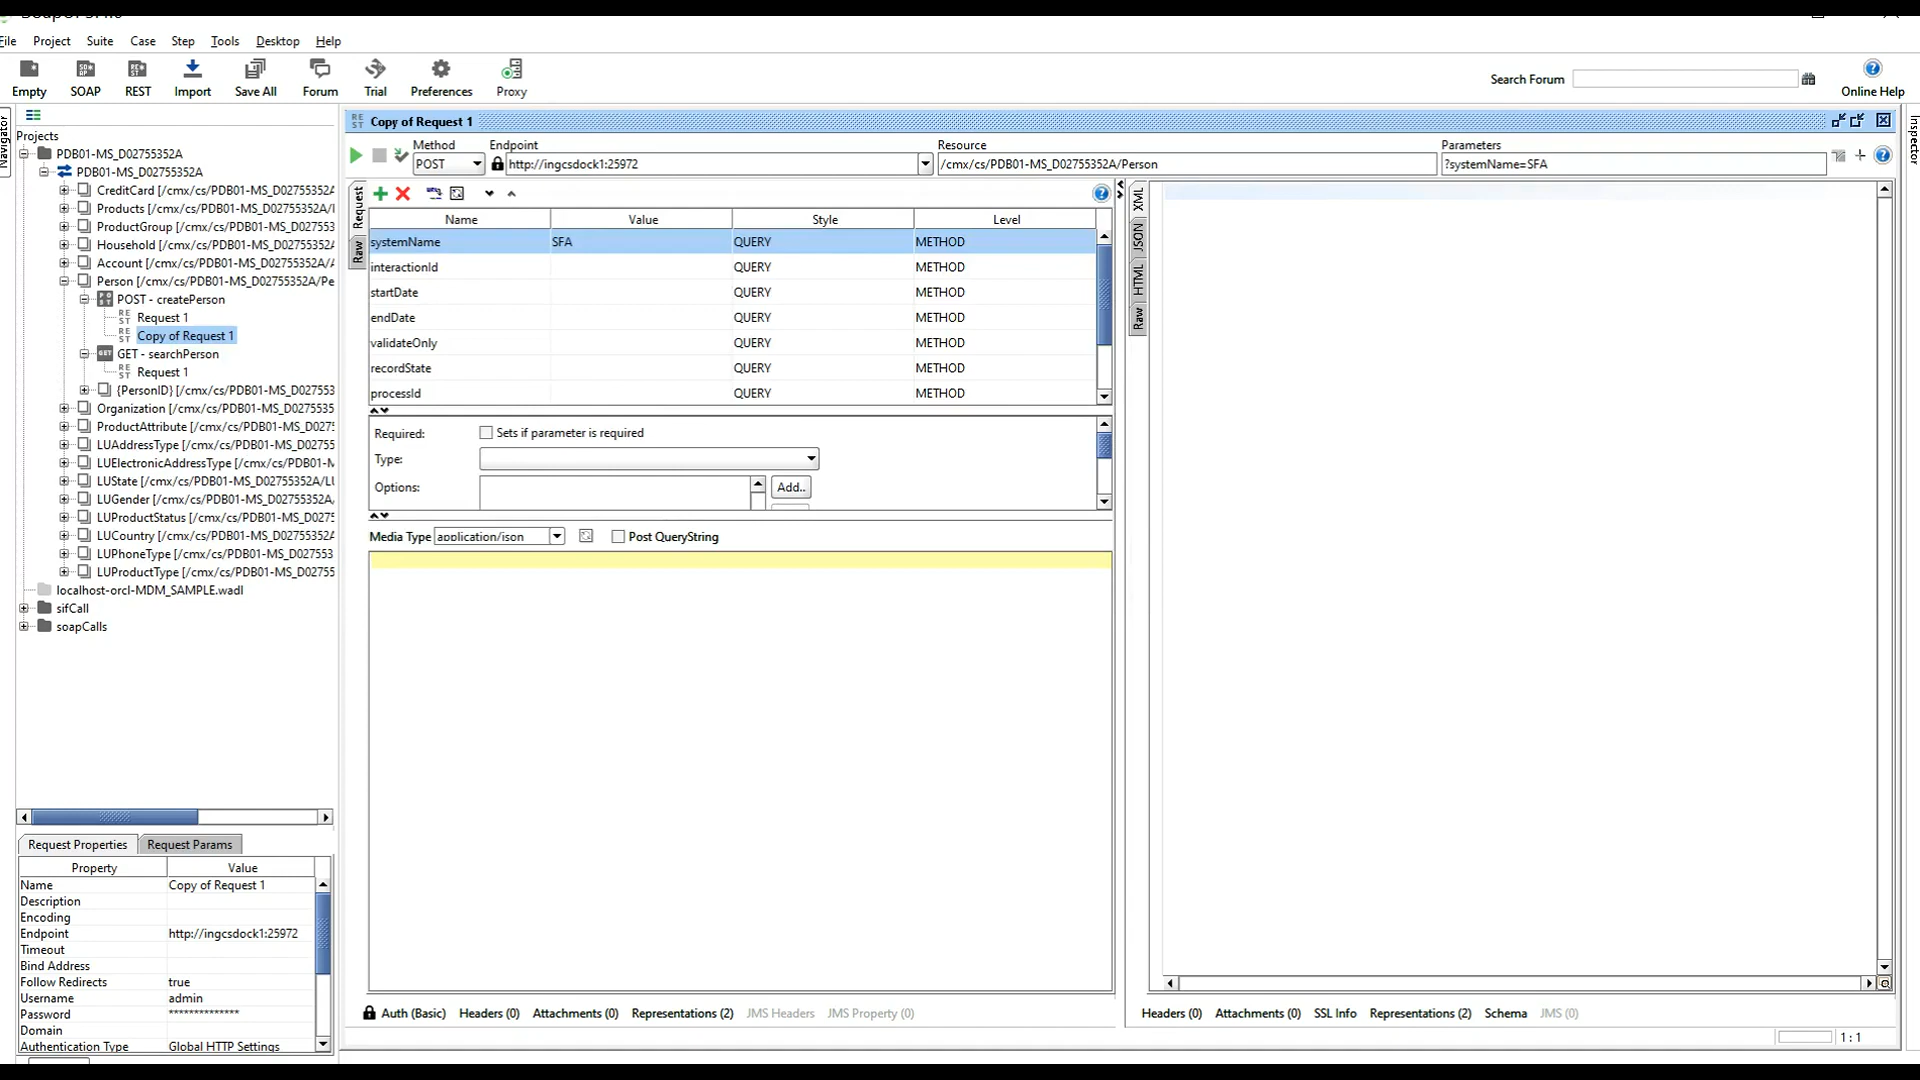 File Project Suite Case Step Tools Desktop Help
Empty SOAP REST Import Save All Forum Trial Preferences Proxy
Search Forum
Online Help
Navigator
Inspector
Projects
PDB01-MS_D02755352A
PDB01-MS_D02755352A
CreditCard [/cmx/cs/PDB01-MS_D02755352A
Products [/cmx/cs/PDB01-MS_D02755352A/
ProductGroup [/cmx/cs/PDB01-MS_D02755
Household [/cmx/cs/PDB01-MS_D02755352
Account [/cmx/cs/PDB01-MS_D02755352A/A
Person [/cmx/cs/PDB01-MS_D02755352A/Pe
POST - createPerson
Request 1
Copy of Request 1
GET - searchPerson
Request 1
{PersonID} [/cmx/cs/PDB01-MS_D027553
Organization [/cmx/cs/PDB01-MS_D0275535
ProductAttribute [/cmx/cs/PDB01-MS_D0275
LUAddressType [/cmx/cs/PDB01-MS_D02755
LUElectronicAddressType [/cmx/cs/PDB01-M
LUState [/cmx/cs/PDB01-MS_D02755352A/LU
LUGender [/cmx/cs/PDB01-MS_D02755352A/
LUProductStatus [/cmx/cs/PDB01-MS_D0275
LUCountry [/cmx/cs/PDB01-MS_D02755352A
LUPhoneType [/cmx/cs/PDB01-MS_D027553
LUProductType [/cmx/cs/PDB01-MS_D02755
localhost-orcl-MDM_SAMPLE.wadl
sifCall
soapCalls
Request Properties Request Params
Property Value
Name Copy of Request 1
Description
Encoding
Endpoint http://ingcsdock1:25972
Timeout
Bind Address
Follow Redirects true
Username admin
Password **************
Domain
Authentication Type Global HTTP Settings
REST Copy of Request 1
Method Endpoint Resource Parameters
POST http://ingcsdock1:25972 /cmx/cs/PDB01-MS_D02755352A/Person ?systemName=SFA
Request
Raw
Name Value Style Level
systemName SFA QUERY METHOD
interactionId QUERY METHOD
startDate QUERY METHOD
endDate QUERY METHOD
validateOnly QUERY METHOD
recordState QUERY METHOD
processId QUERY METHOD
Required: Sets if parameter is required
Type:
Options: Add..
Media Type application/json Post QueryString
Auth (Basic) Headers (0) Attachments (0) Representations (2) JMS Headers JMS Property (0)
XML
JSON
HTML
Raw
Headers (0) Attachments (0) SSL Info Representations (2) Schema JMS (0)
1 : 1